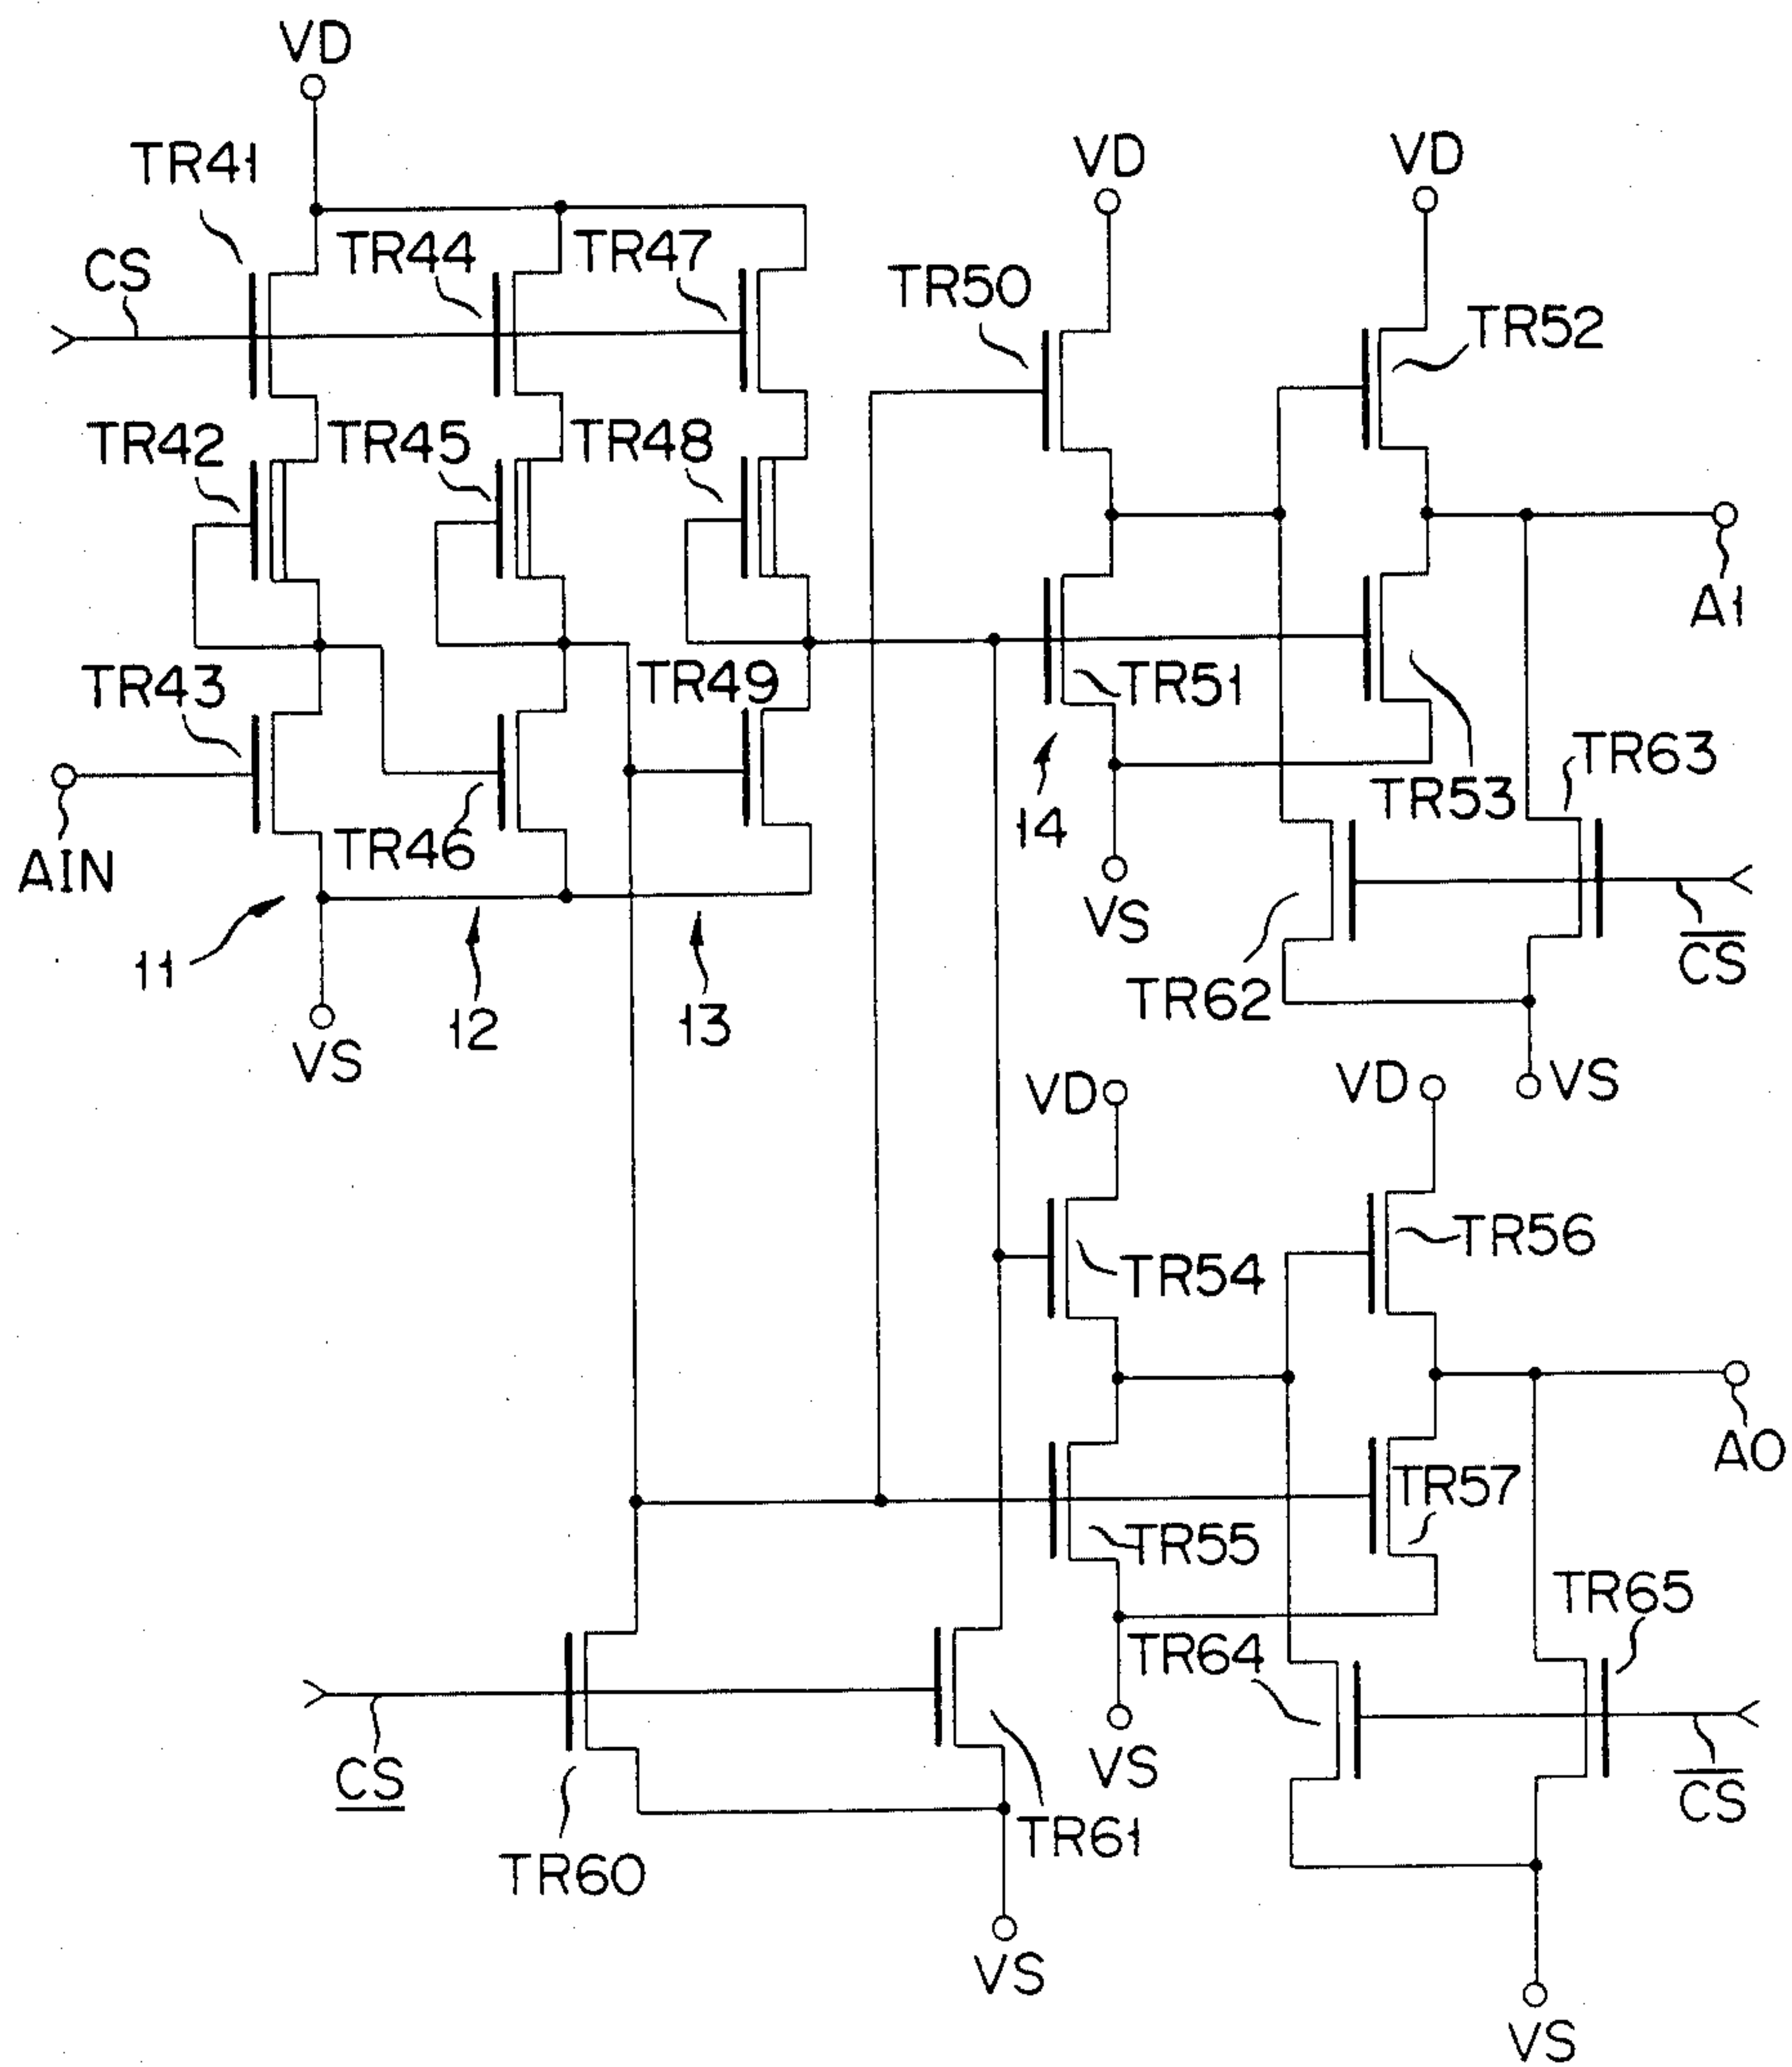 VD
TR41
VD
VD
CS
TR44
TR47
TR50
TR52
TR42
TR45
TR48
A1
TR43
TR49
TR51
TR63
TR53
14
TR46
AIN
VS
CS
11
TR62
12
13
VS
VD
VD
VS
TR54
TR56
A0
TR57
TR55
TR65
TR64
VS
CS
CS
TR61
TR60
VS
VS